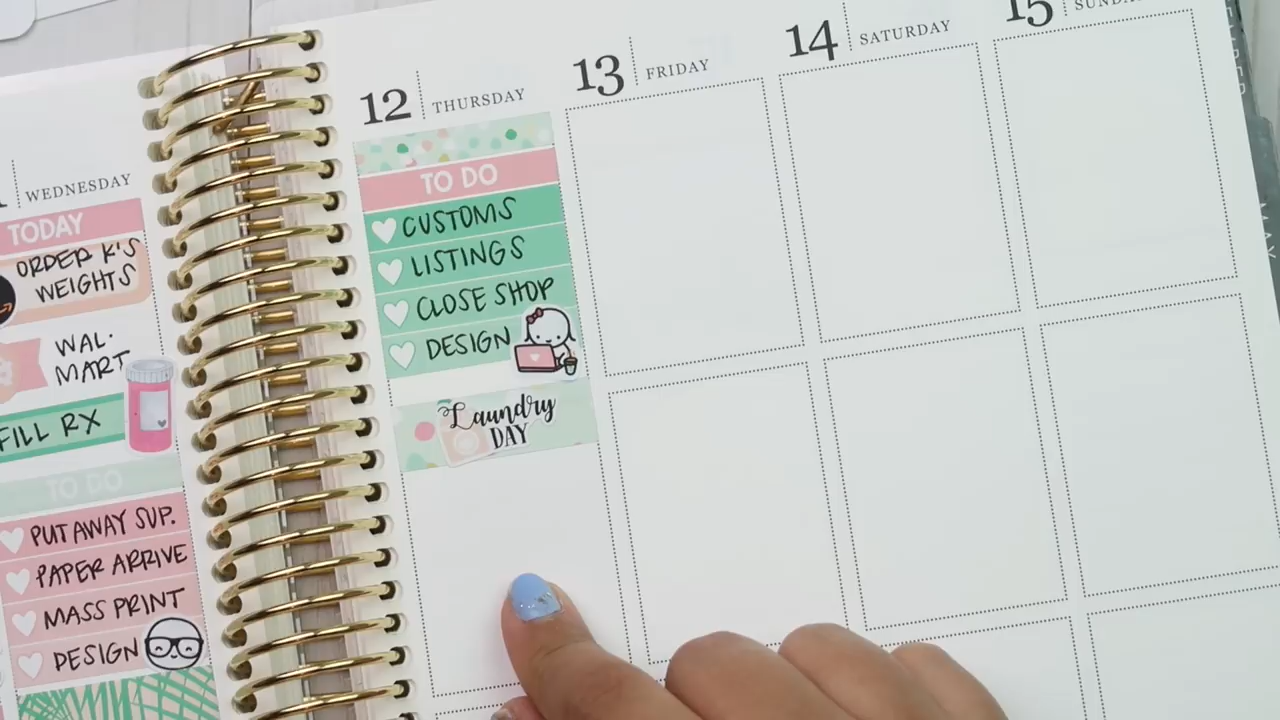 WEDNESDAY
TODAY
ORDER K'S
WEIGHTS
WAL-
MART
FILL RX
TO DO
PUT AWAY SUP.
PAPER ARRIVE
MASS PRINT
DESIGN
12 THURSDAY
TO DO
CUSTOMS
LISTINGS
CLOSE SHOP
DESIGN
Laundry
DAY
13 FRIDAY
14 SATURDAY
15